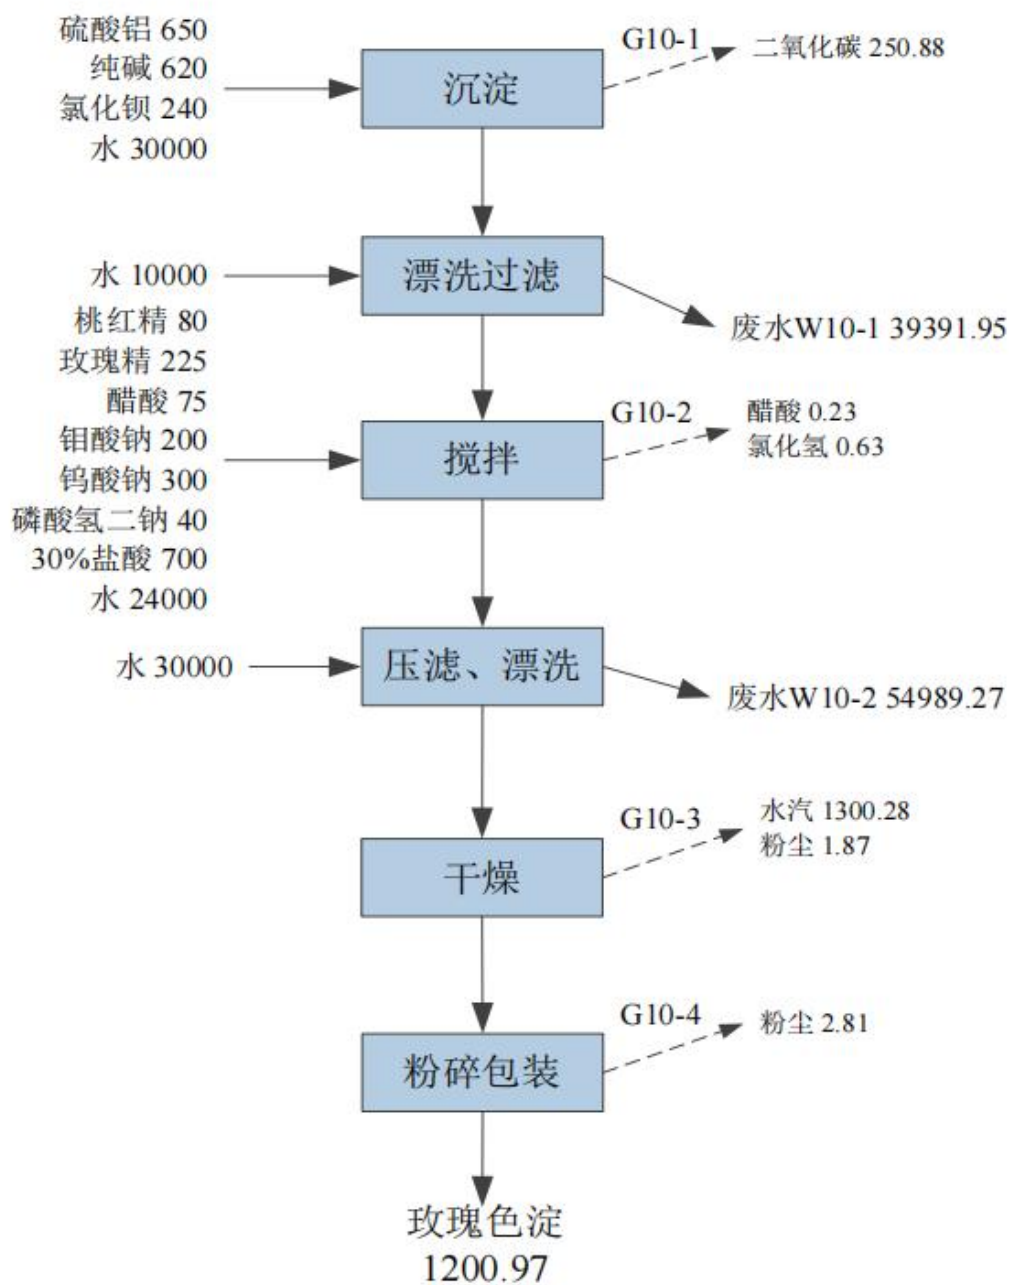 硫酸铝 650
纯碱 620
氯化钡 240
水 30000
沉淀
G10-1
二氧化碳 250.88
水 10000
漂洗过滤
废水W10-1 39391.95
桃红精 80
玫瑰精 225
醋酸 75
钼酸钠 200
钨酸钠 300
磷酸氢二钠 40
30%盐酸 700
水 24000
搅拌
G10-2
醋酸 0.23
氯化氢 0.63
水 30000
压滤、漂洗
废水W10-2 54989.27
干燥
G10-3
水汽 1300.28
粉尘 1.87
粉碎包装
G10-4
粉尘 2.81
玫瑰色淀
1200.97